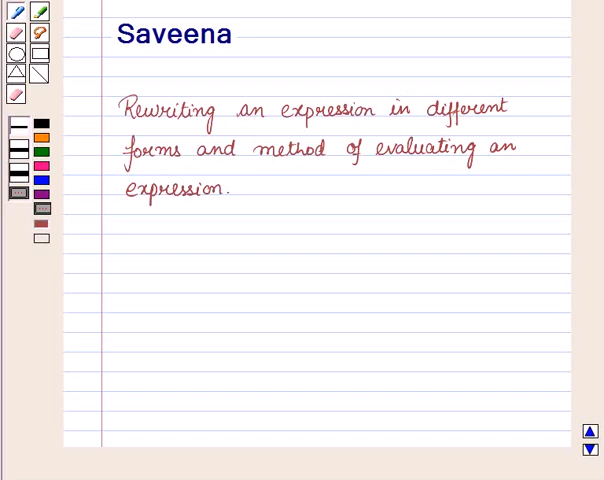 Saveena
Rewriting an expression in different
forms and method of evaluating an
expression.